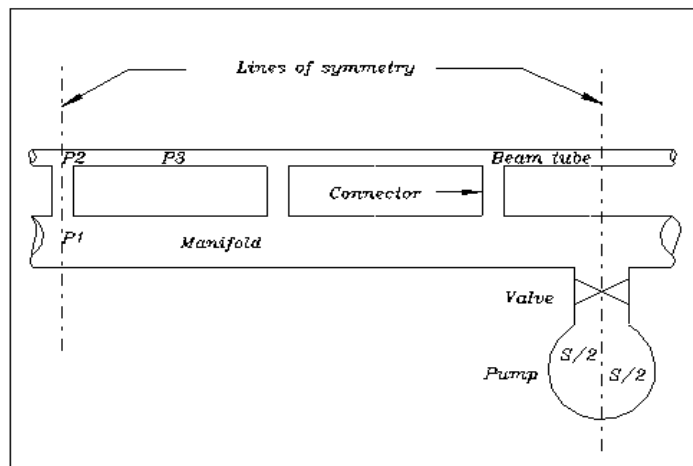 Lines of symmetry
P2 P3 Beam tube
Connector
P1
Manifold
Valve
S/2
Pump S/2